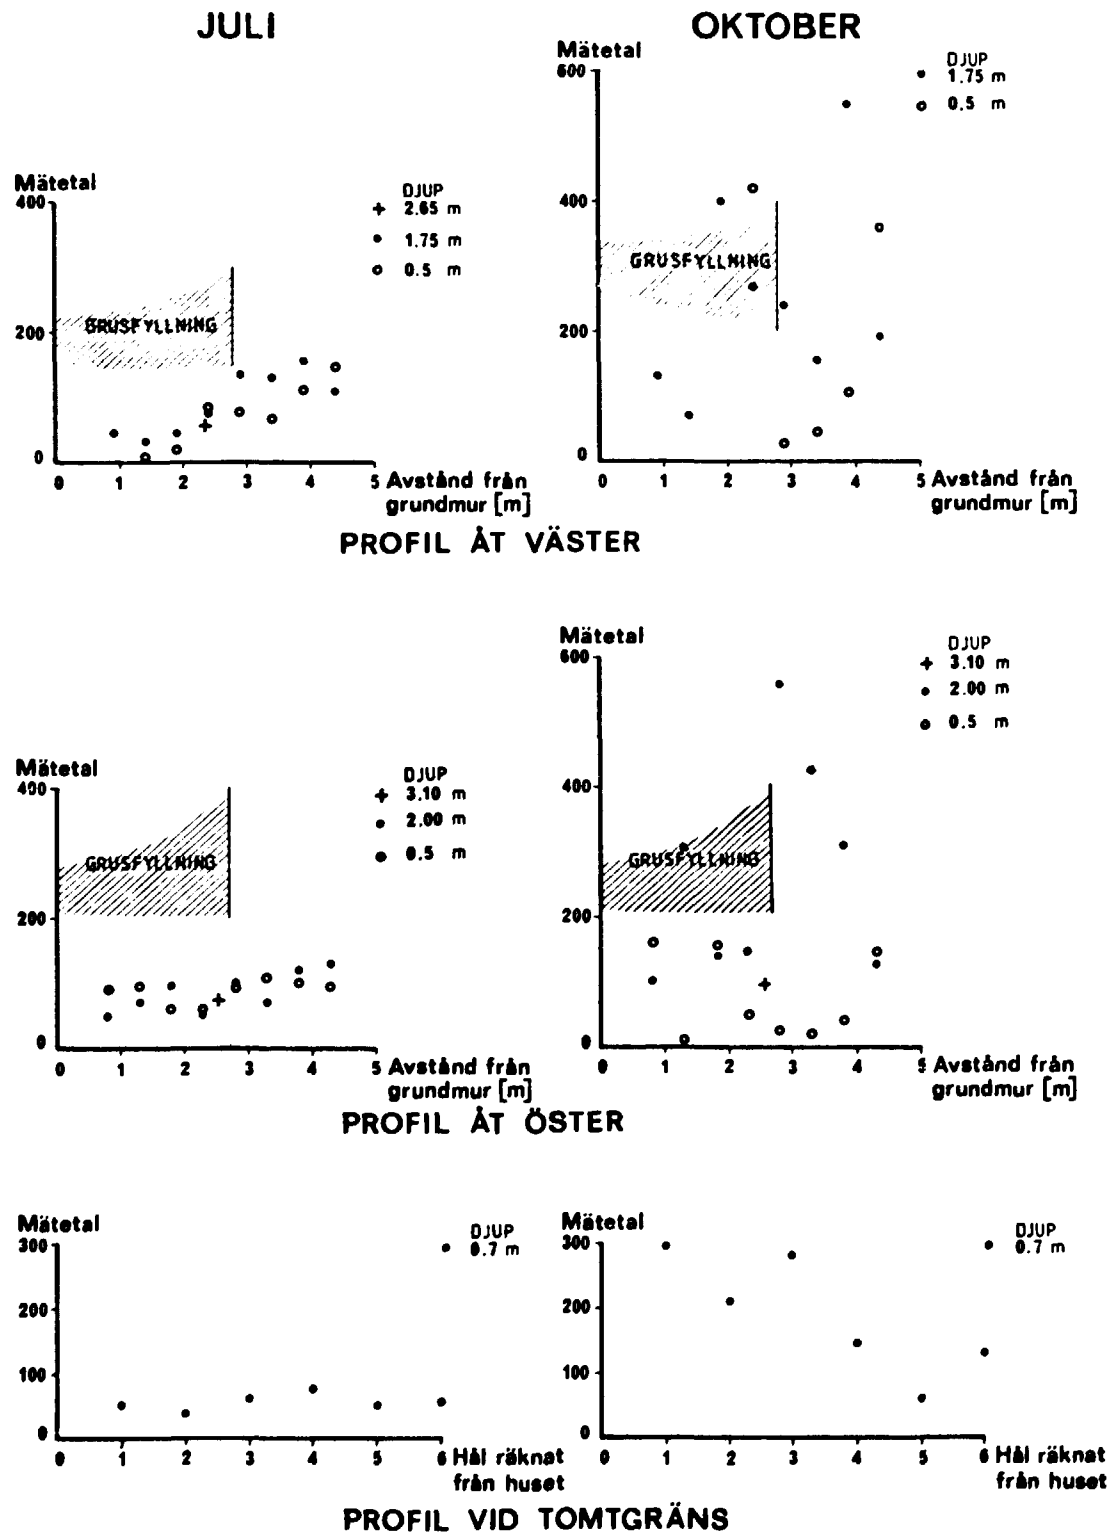 JULI
OKTOBER
Mätetal
400
200
0
0 1 2 3 4 5
Avstånd från
grundmur [m]
DJUP
2.65 m
1.75 m
0.5 m
GRUSFYLLNING
Mätetal
600
400
200
0
0 1 2 3 4 5
Avstånd från
grundmur [m]
DJUP
1.75 m
0.5 m
GRUSFYLLNING
PROFIL ÅT VÄSTER
Mätetal
400
200
0
0 1 2 3 4 5
Avstånd från
grundmur [m]
DJUP
3.10 m
2.00 m
0.5 m
GRUSFYLLNING
Mätetal
600
400
200
0
0 1 2 3 4 5
Avstånd från
grundmur [m]
DJUP
3.10 m
2.00 m
0.5 m
GRUSFYLLNING
PROFIL ÅT ÖSTER
Mätetal
300
200
100
0
0 1 2 3 4 5 6
Hål räknat
från huset
DJUP
0.7 m
Mätetal
300
200
100
0
0 1 2 3 4 5 6
Hål räknat
från huset
DJUP
0.7 m
PROFIL VID TOMTGRÄNS